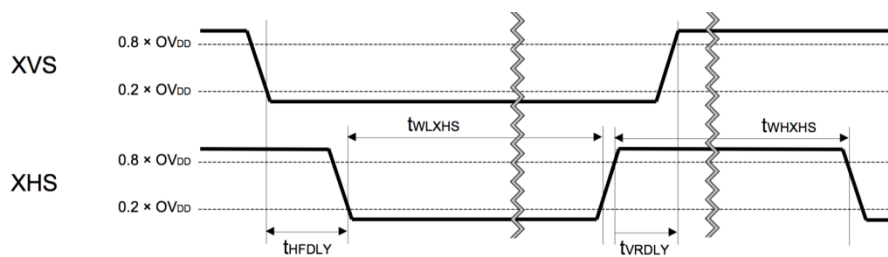 XVS
0.8 × OVDD
0.2 × OVDD
tWLXHS
tWHXHS
XHS
0.8 × OVDD
0.2 × OVDD
tHFDLY
tVRDLY